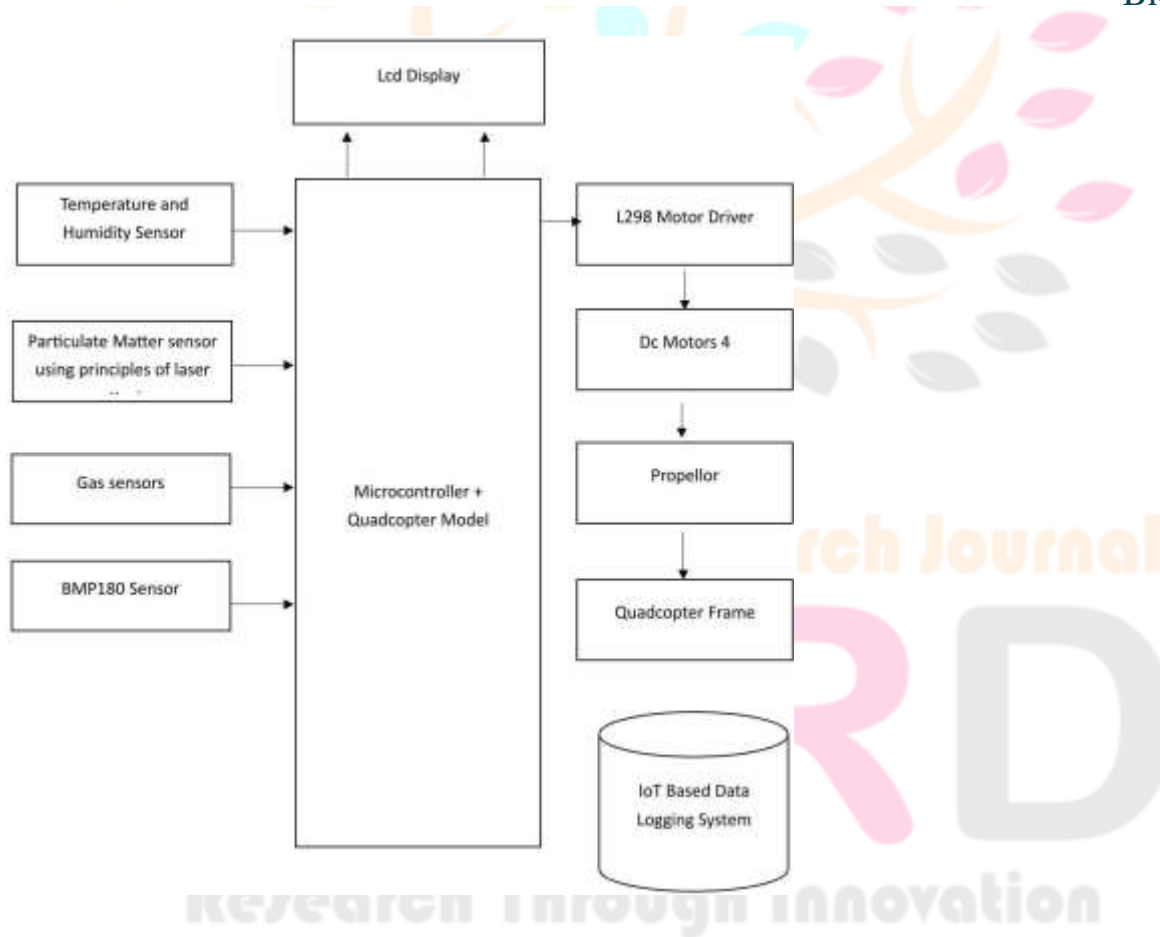 Lcd Display
Temperature and
Humidity Sensor
L298 Motor Driver
Particulate Matter sensor
using principles of laser
Dc Motors 4
Gas sensors
Propellor
Microcontroller +
Quadcopter Model
BMP180 Sensor
Quadcopter Frame
IoT Based Data
Logging System
rch Journal
RD
Research Through Innovation